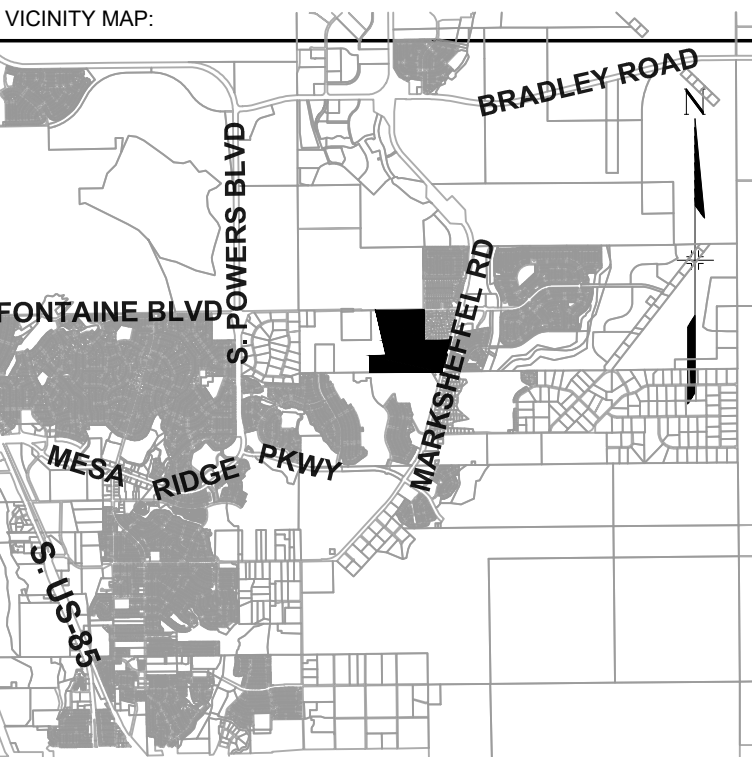 VICINITY MAP:
BRADLEY ROAD
N
S. POWERS BLVD
MARKSHEFFEL RD
FONTAINE BLVD
MESA RIDGE PKWY
S. US-85